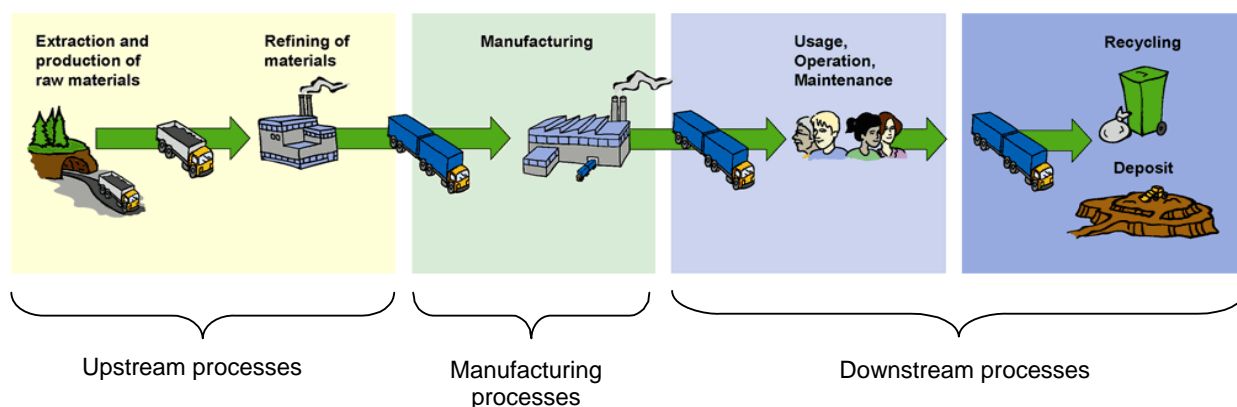 Extraction and
production of
raw materials
Refining of
materials
Manufacturing
Usage,
Operation,
Maintenance
Recycling
Deposit
Upstream processes
Manufacturing
processes
Downstream processes